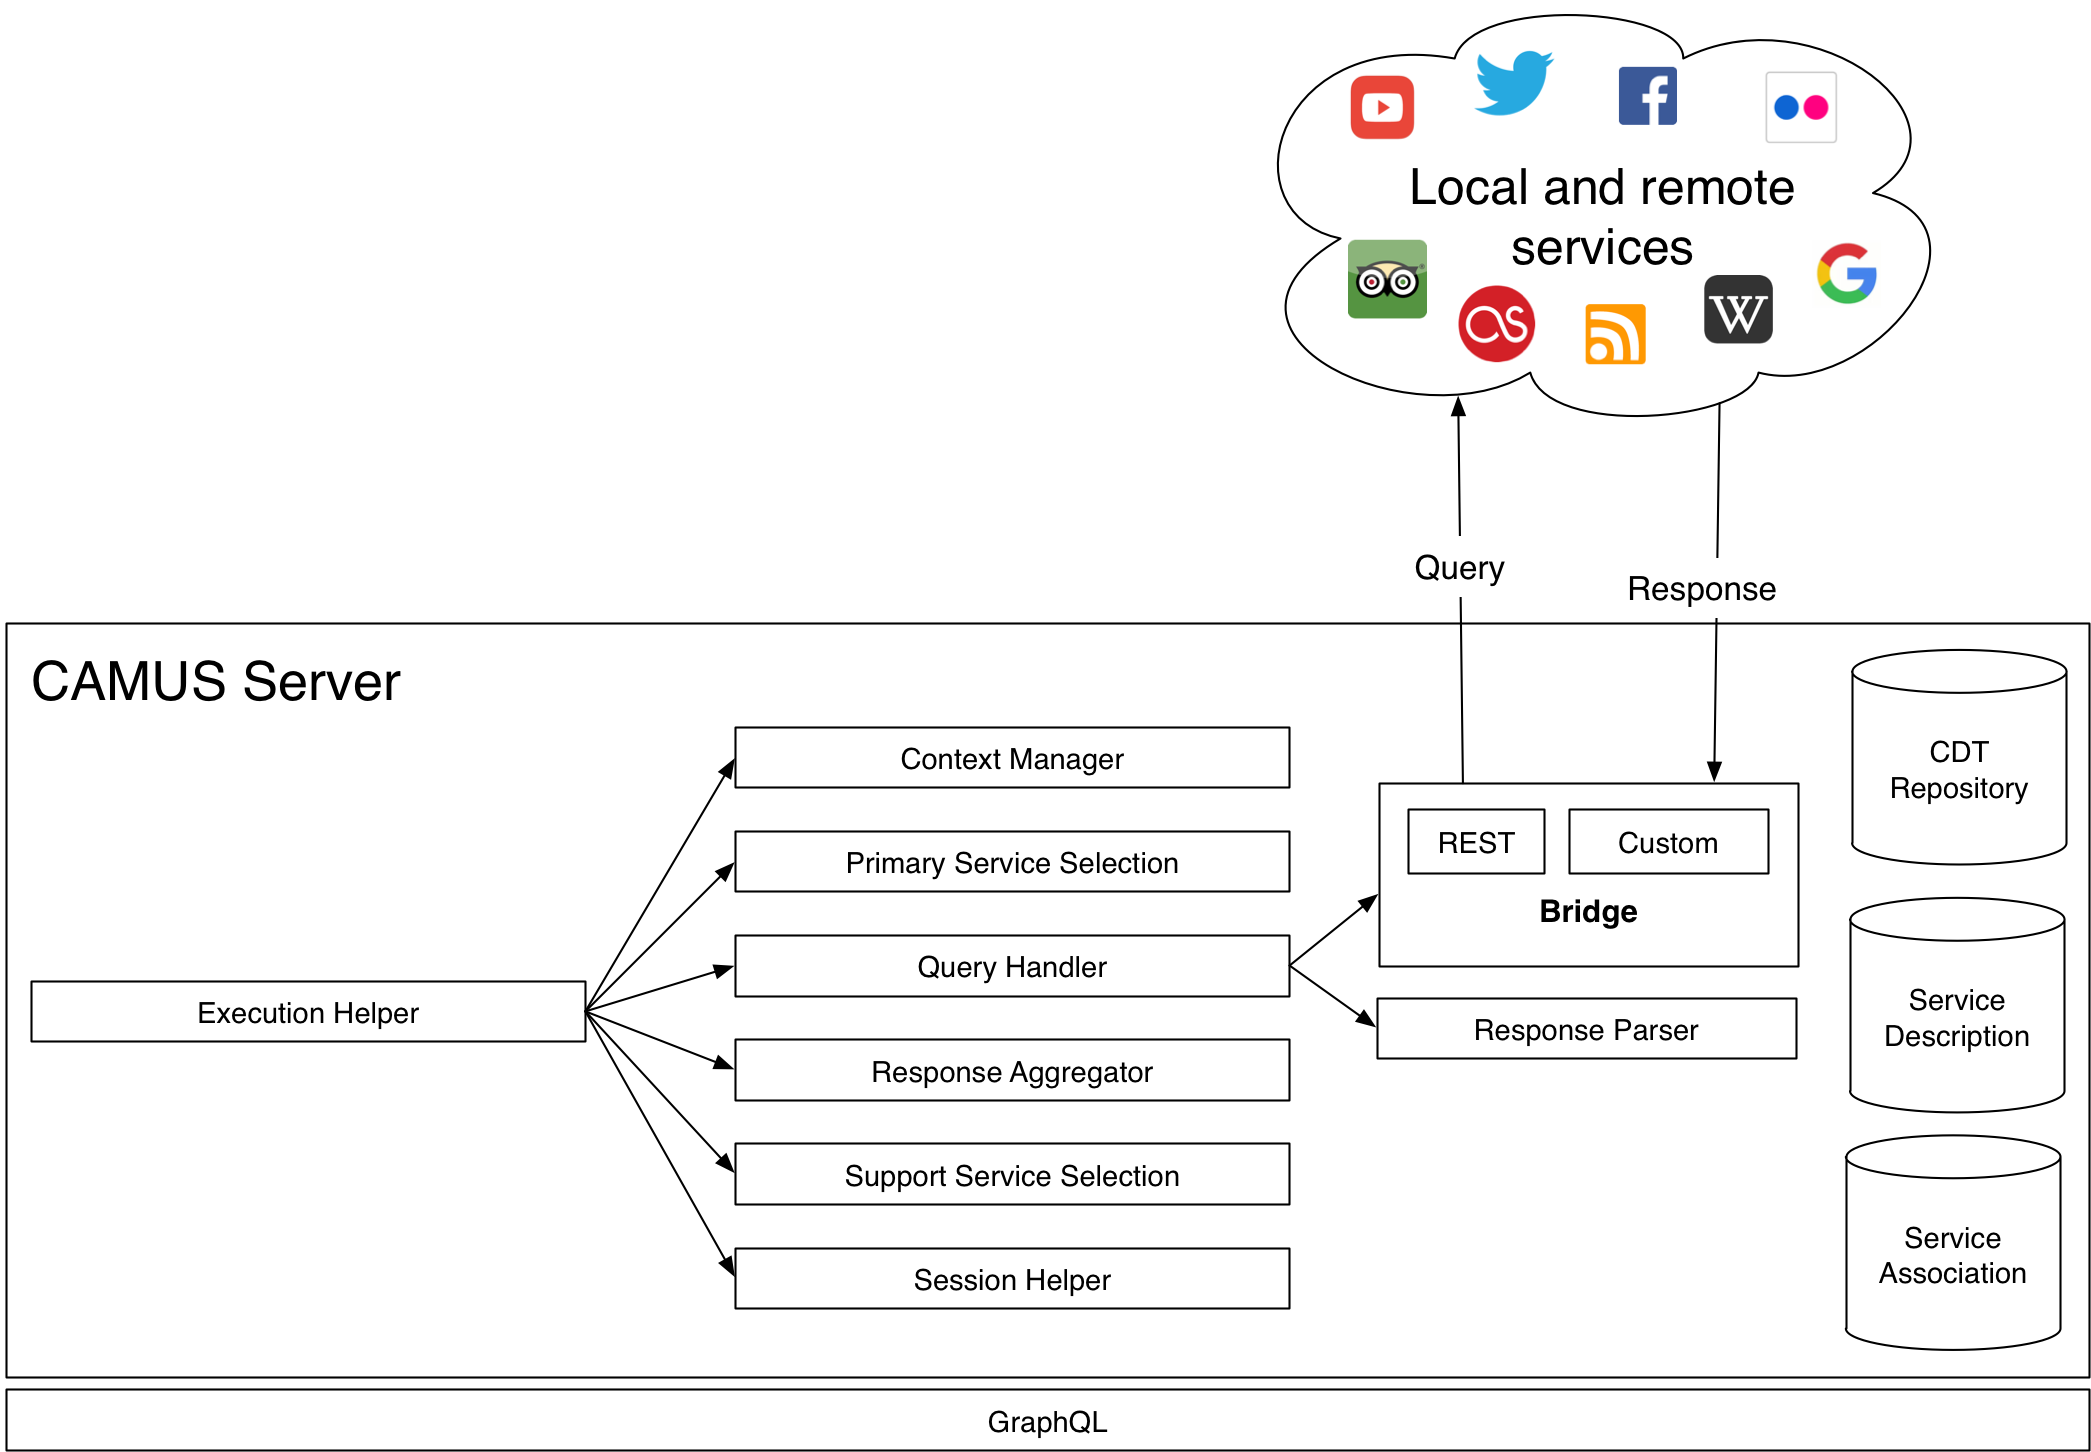 Local and remote
services
Query
Response
CAMUS Server
Context Manager
Primary Service Selection
Query Handler
Execution Helper
Response Aggregator
Support Service Selection
Session Helper
REST
Custom
Bridge
Response Parser
CDT
Repository
Service
Description
Service
Association
GraphQL